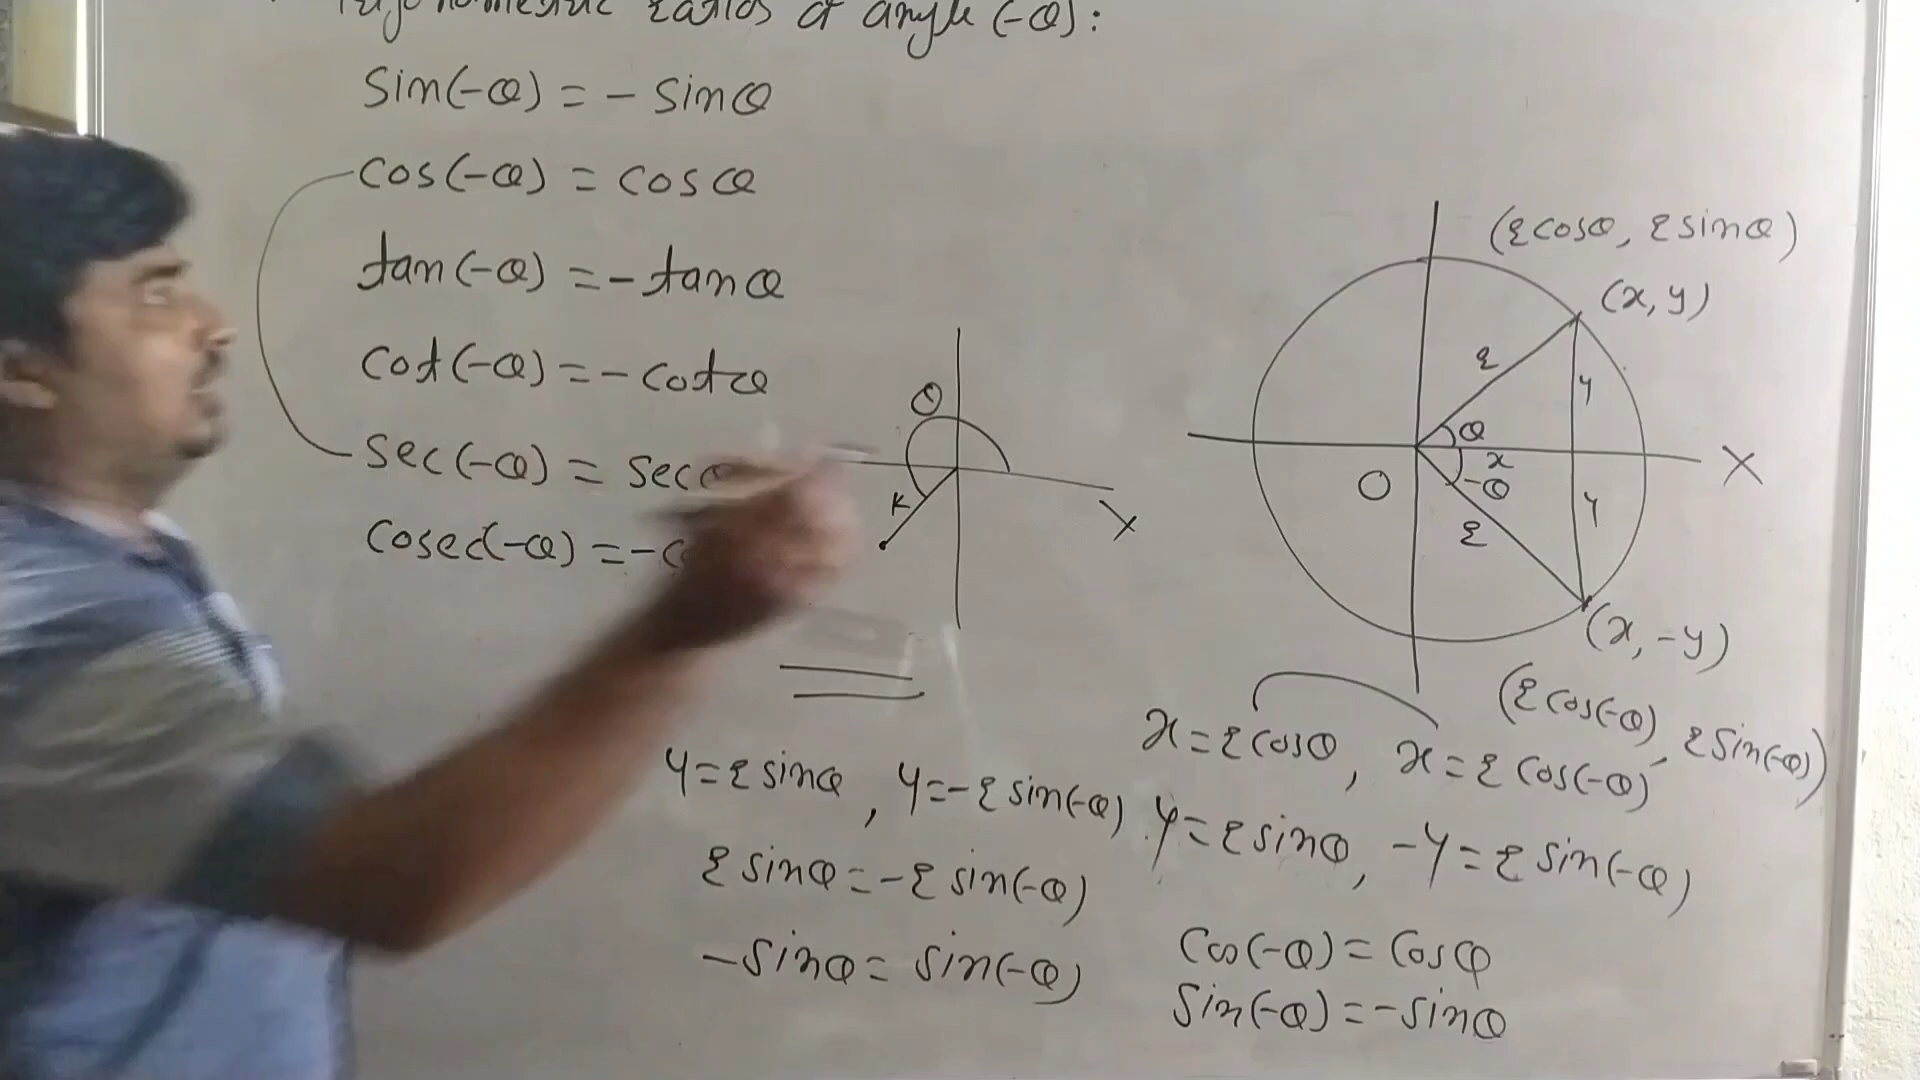 Trigonometric ratios of angle (-θ):
Sin(-θ) = - sinθ
cos(-θ) = cosθ
tan(-θ) = - tanθ
cot(-θ) = - cotθ
sec(-θ) = sec
cosec(-θ) = -c
θ
K
X
(r cosθ, r sinθ)
(x, y)
r
y
θ
x
X
O
-θ
r
y
(x, -y)
(r cos(-θ), r sin(-θ))
x = r cosθ, x = r cos(-θ)
y = r sinθ, -y = r sin(-θ)
cos(-θ) = cosθ
sin(-θ) = -sinθ
y = r sinθ, y = -r sin(-θ)
r sinθ = -r sin(-θ)
-sinθ = sin(-θ)